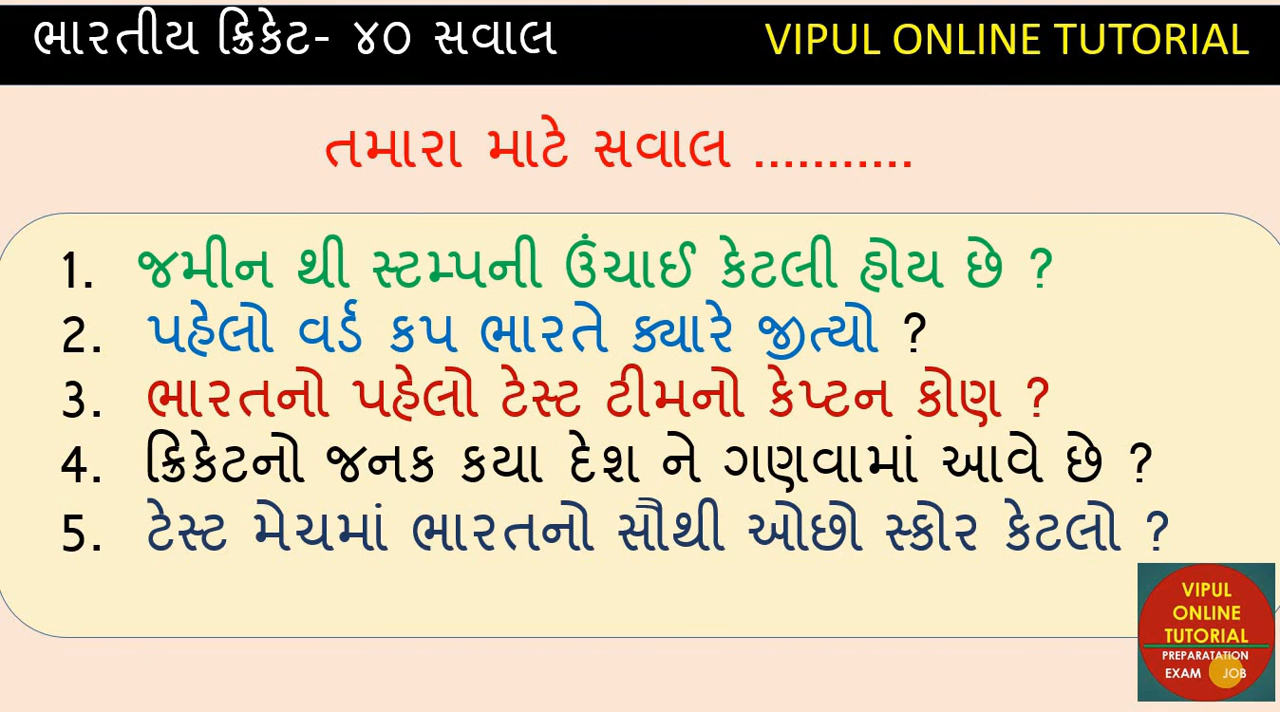 ભારતીય ક્રિકેટ- ૪૦ સવાલ
VIPUL ONLINE TUTORIAL
તમારા માટે સવાલ ...........
1. જમીન થી સ્ટમ્પની ઉંચાઈ કેટલી હોય છે ?
2. પહેલો વર્ડ કપ ભારતે ક્યારે જીત્યો ?
3. ભારતનો પહેલો ટેસ્ટ ટીમનો કેપ્ટન કોણ ?
4. ક્રિકેટનો જનક કયા દેશ ને ગણવામાં આવે છે ?
5. ટેસ્ટ મેચમાં ભારતનો સૌથી ઓછો સ્કોર કેટલો ?
VIPUL
ONLINE
TUTORIAL
PREPARATATION
EXAM JOB